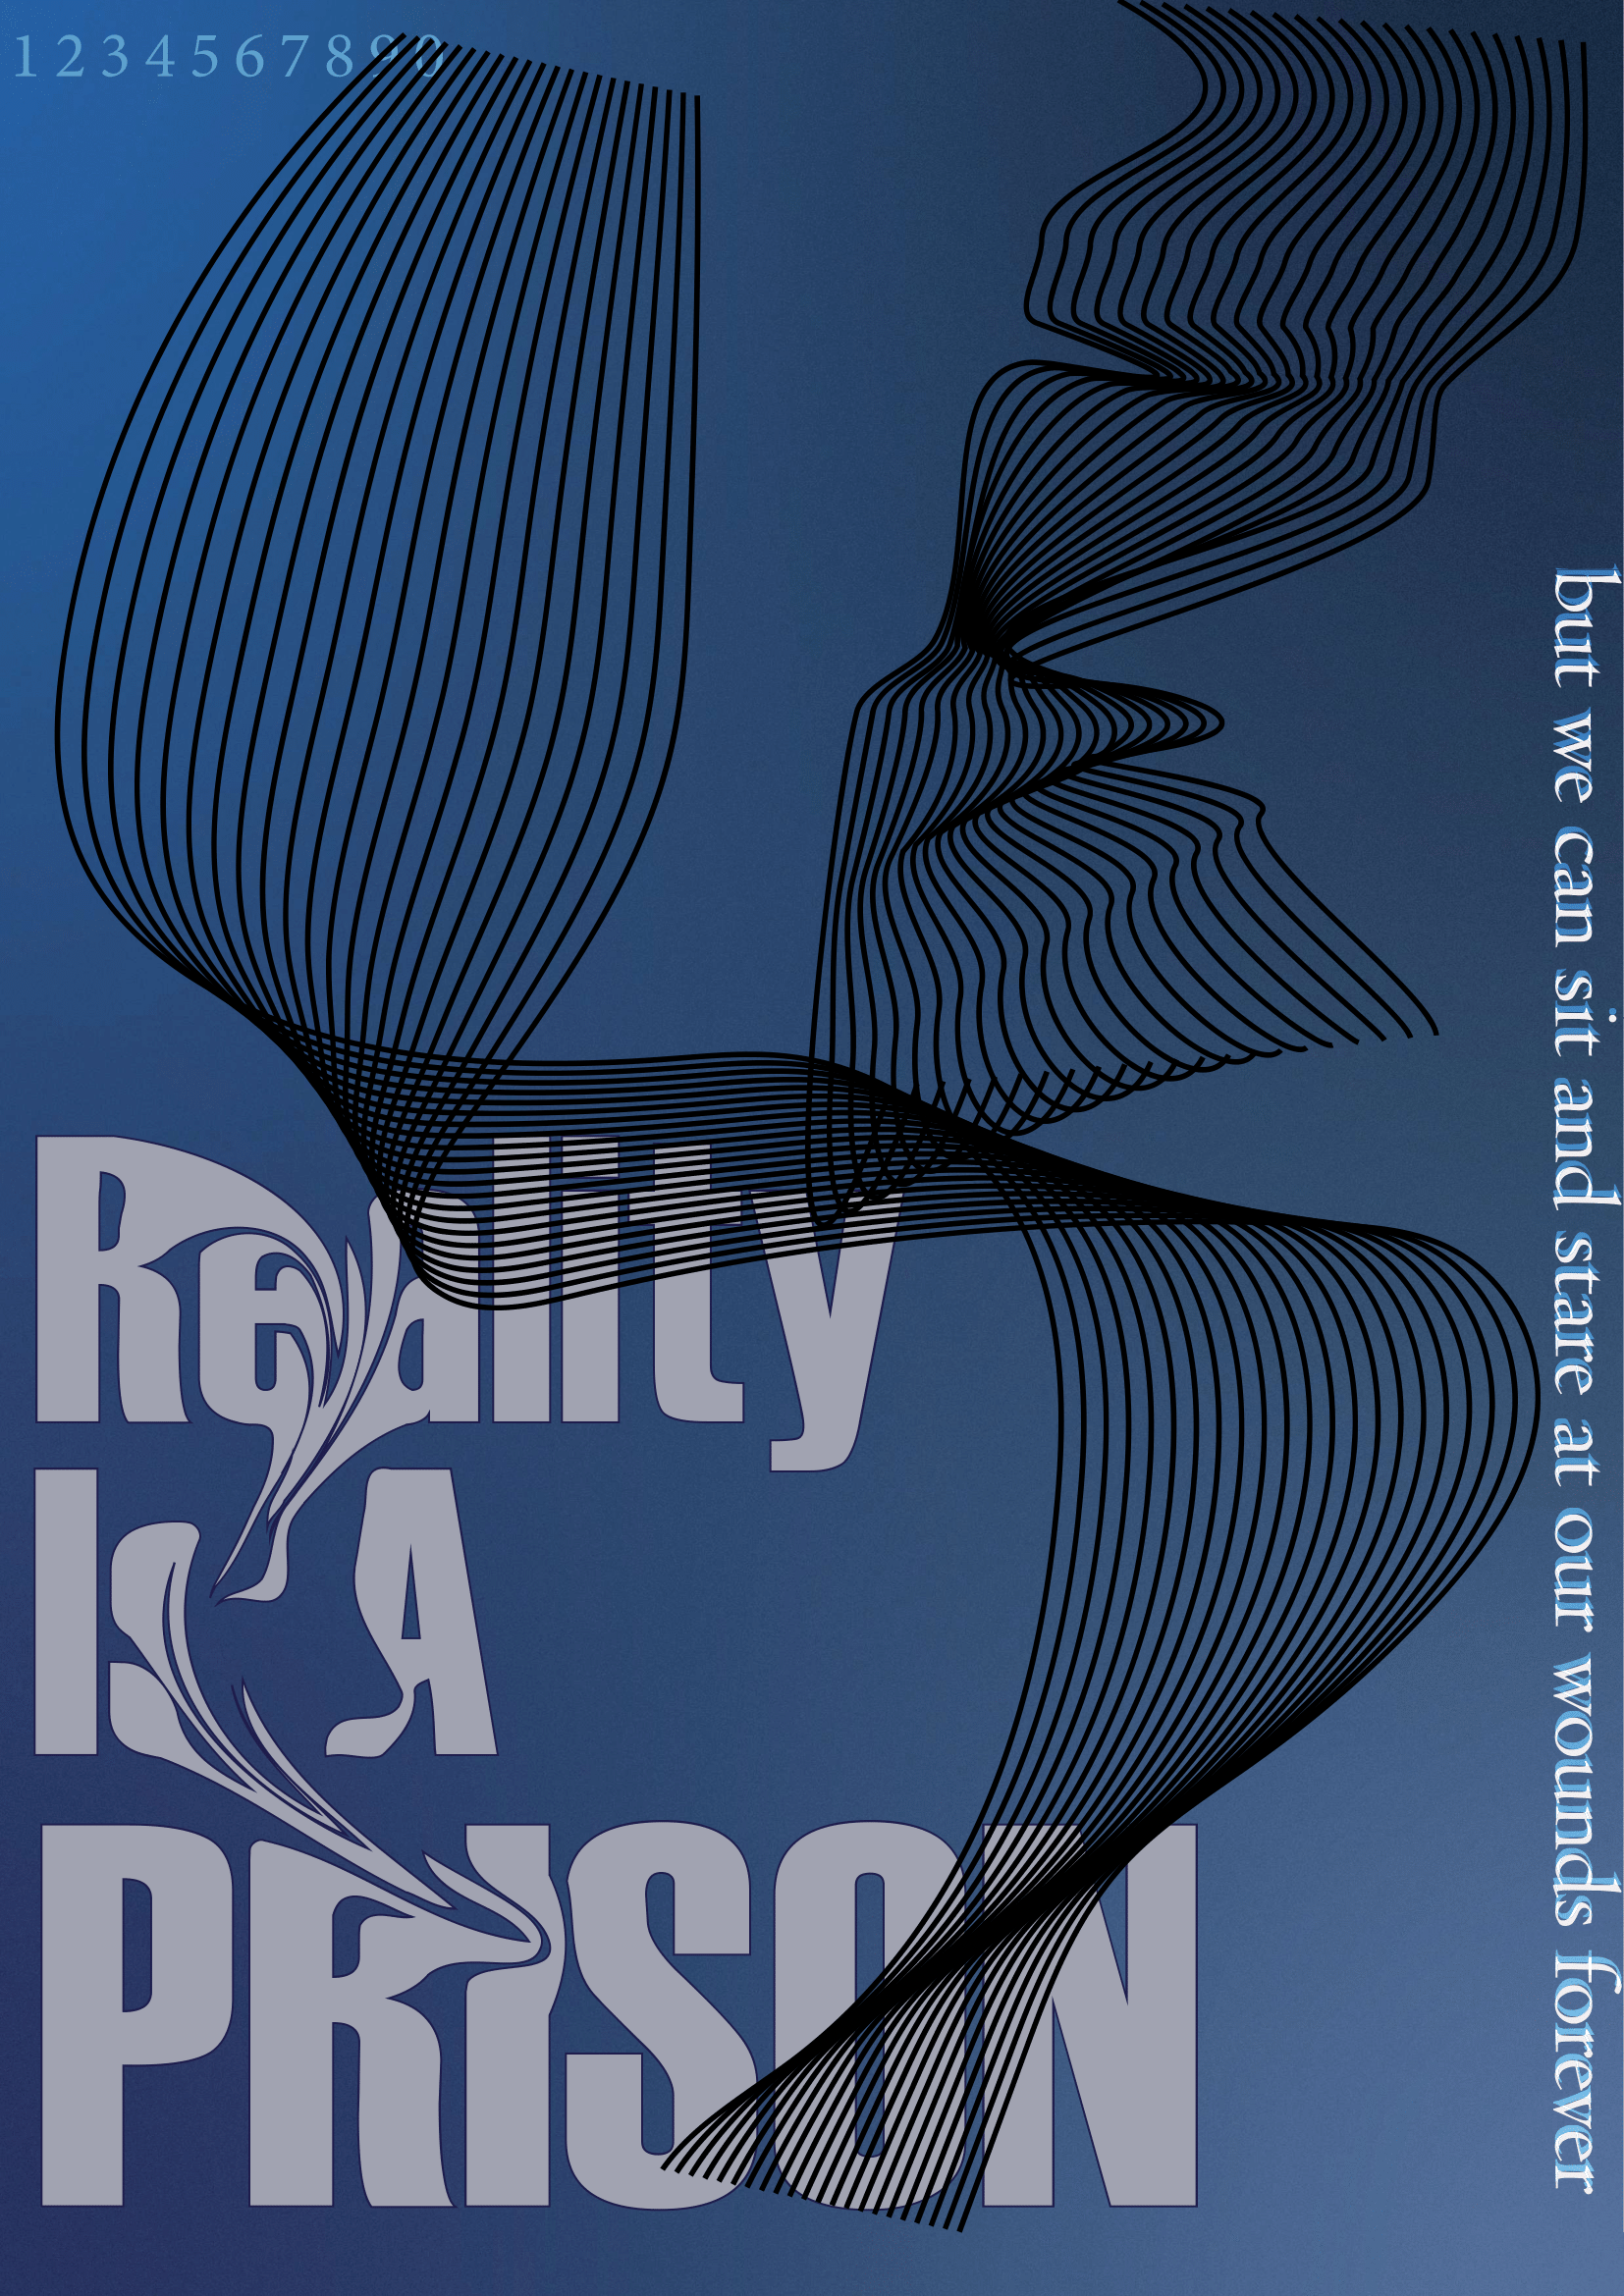 1234567890
Reality
Is A
PRISON
but we can sit and stare at our wounds forever